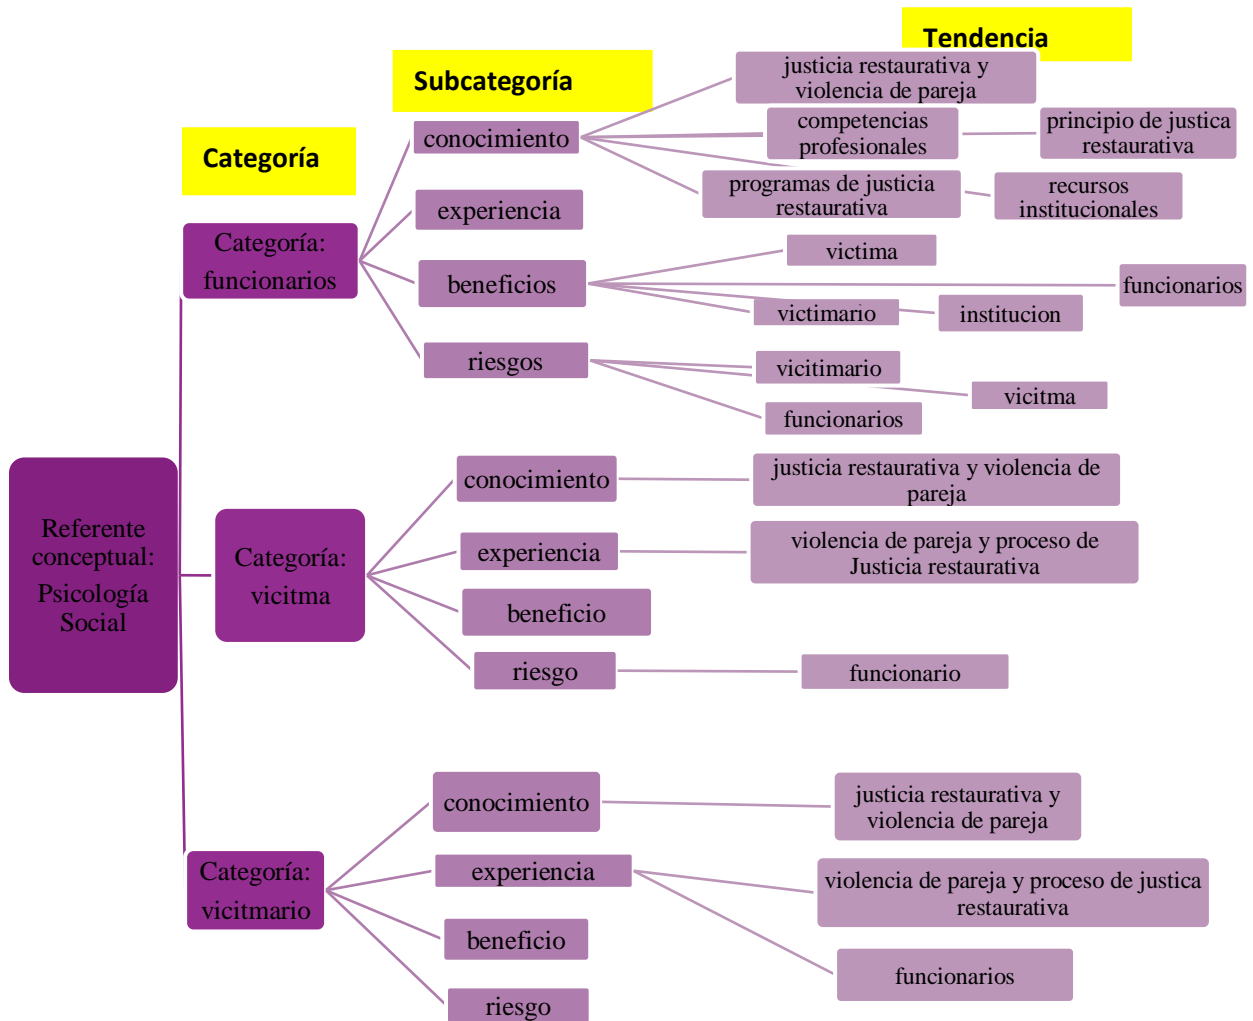 Tendencia
Subcategoría
Categoría
justicia restaurativa y
violencia de pareja
conocimiento
competencias
profesionales
principio de justica
restaurativa
programas de justicia
restaurativa
recursos
institucionales
experiencia
Categoría:
funcionarios
victima
beneficios
funcionarios
victimario
institucion
riesgos
vicitimario
vicitma
funcionarios
Referente
conceptual:
Psicología
Social
Categoría:
vicitma
conocimiento
justicia restaurativa y violencia de
pareja
experiencia
violencia de pareja y proceso de
Justicia restaurativa
beneficio
riesgo
funcionario
Categoría:
vicitmario
conocimiento
justicia restaurativa y
violencia de pareja
experiencia
violencia de pareja y proceso de justica
restaurativa
funcionarios
beneficio
riesgo